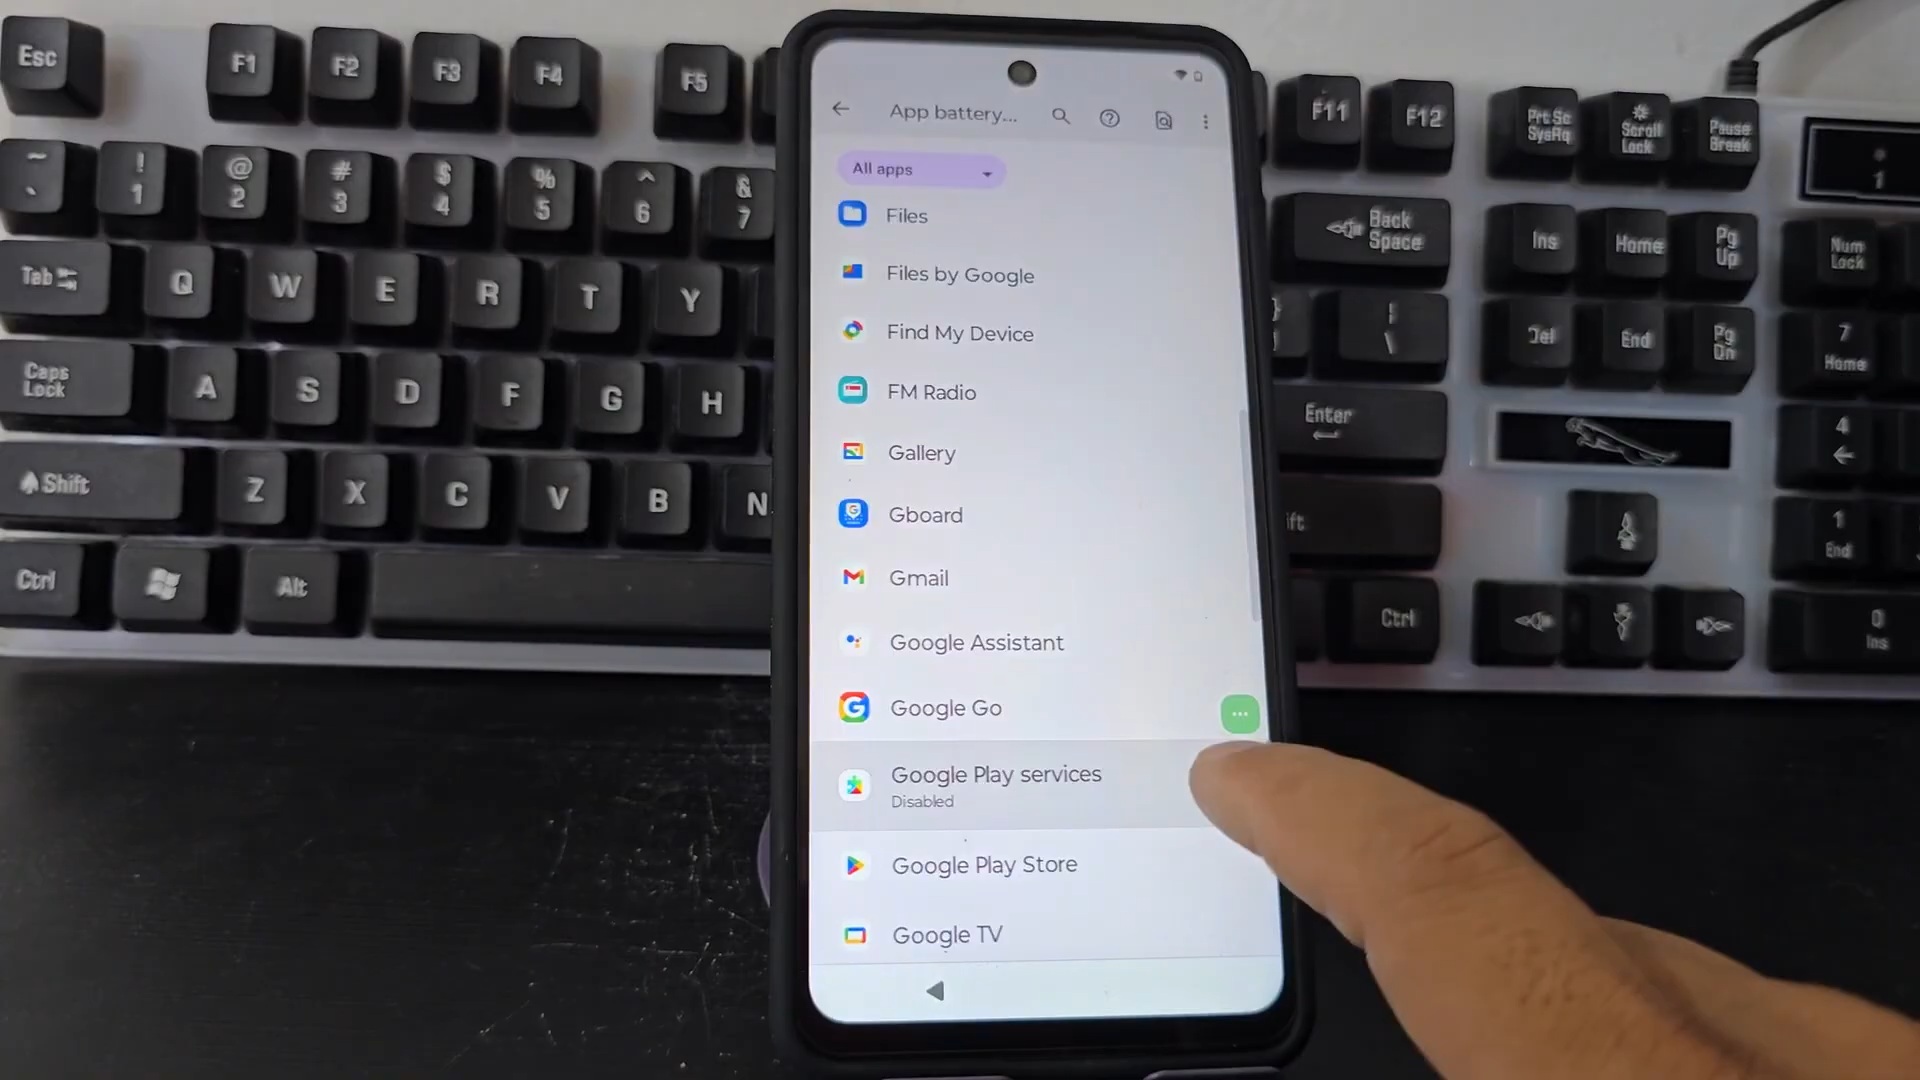 Esc
F1
F2
F3
F4
F5
F11
F12
Prt Sc
SysRq
Scroll
Lock
Pause
Break
~
`
!
1
@
2
#
3
$
4
%
5
^
6
&
7
Back
Space
Ins
Home
Pg
Up
Num
Lock
Tab
Q
W
E
R
T
Y
\
Del
End
Pg
Dn
7
Home
Caps
Lock
A
S
D
F
G
H
Enter
4
Shift
Z
X
C
V
B
N
ift
1
End
Ctrl
Alt
Ctrl
0
Ins
App battery...
All apps
Files
Files by Google
Find My Device
FM Radio
Gallery
Gboard
Gmail
Google Assistant
Google Go
Google Play services
Disabled
Google Play Store
Google TV